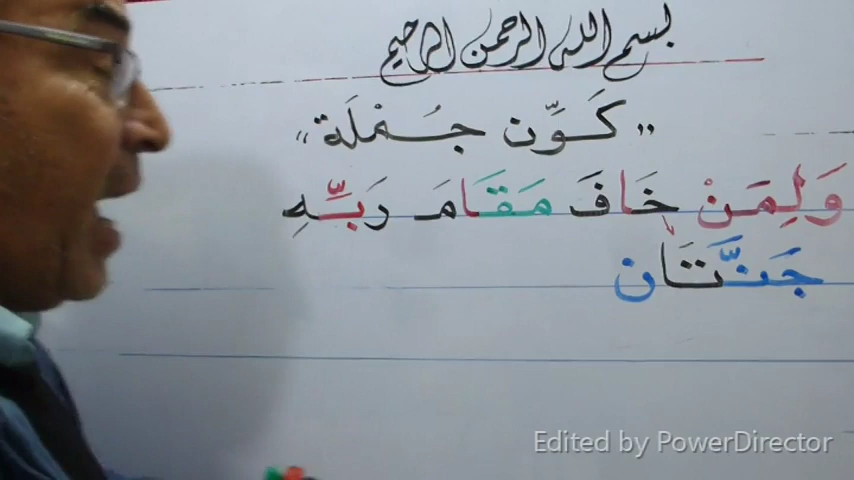 بسم الله الرحمن الرحيم
"كَوِّن جُمْلَة"
وَلِمَنْ خَافَ مَقَامَ رَبِّهِ
جَنَّتَان
Edited by PowerDirector